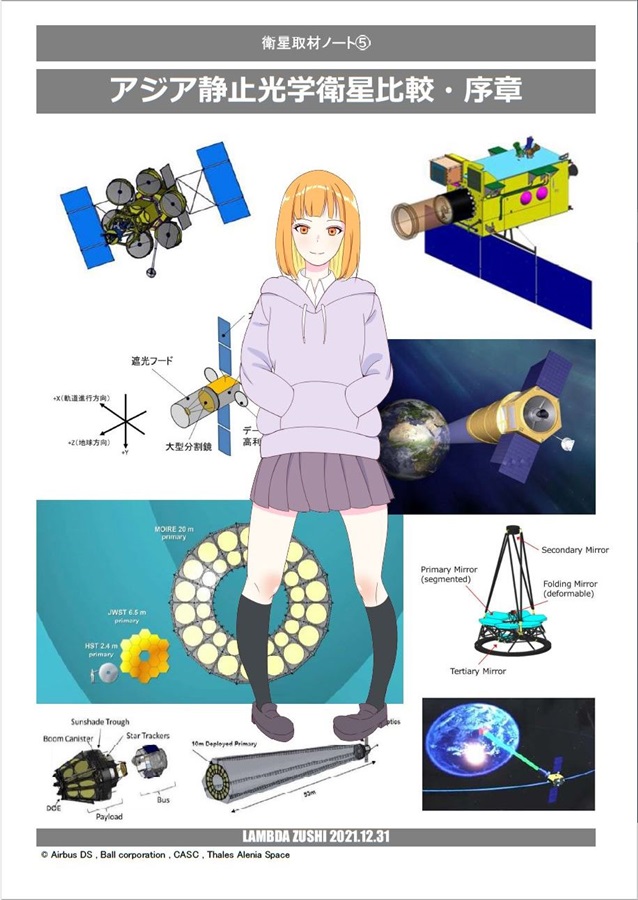 衛星取材ノート⑤
アジア静止光学衛星比較・序章
遮光フード
+X(軌道進行方向)
+Z(地球方向)
+Y
大型分割鏡
デー
高利
MOIRE 20 m
primary
JWST 6.5 m
primary
HST 2.4 m
primary
Secondary Mirror
Primary Mirror
(segmented)
Folding Mirror
(deformable)
Tertiary Mirror
Sunshade Trough
Boom Canister
Star Trackers
DOE
Payload
Bus
10m Deployed Primary
LAMBDA ZUSHI 2021.12.31
© Airbus DS , Ball corporation , CASC , Thales Alenia Space